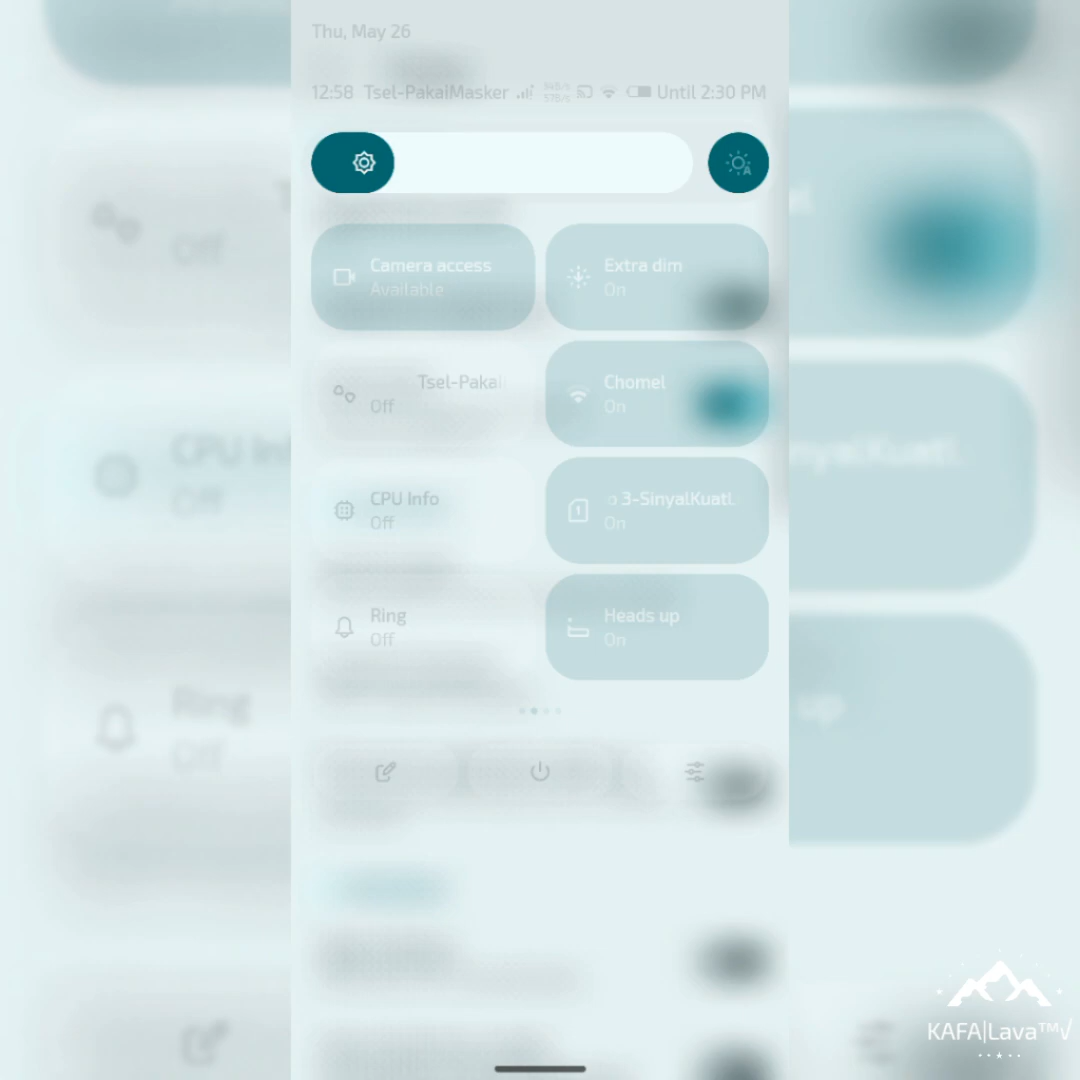 Thu, May 26
12:58 Tsel-PakaiMasker Until 2:30 PM
Camera access
Available
Extra dim
On
Tsel-Pakai
Off
Chomel
On
CPU Info
Off
3-SinyalKuatI.
On
Ring
Off
Heads up
On
KAFA|Lava™√